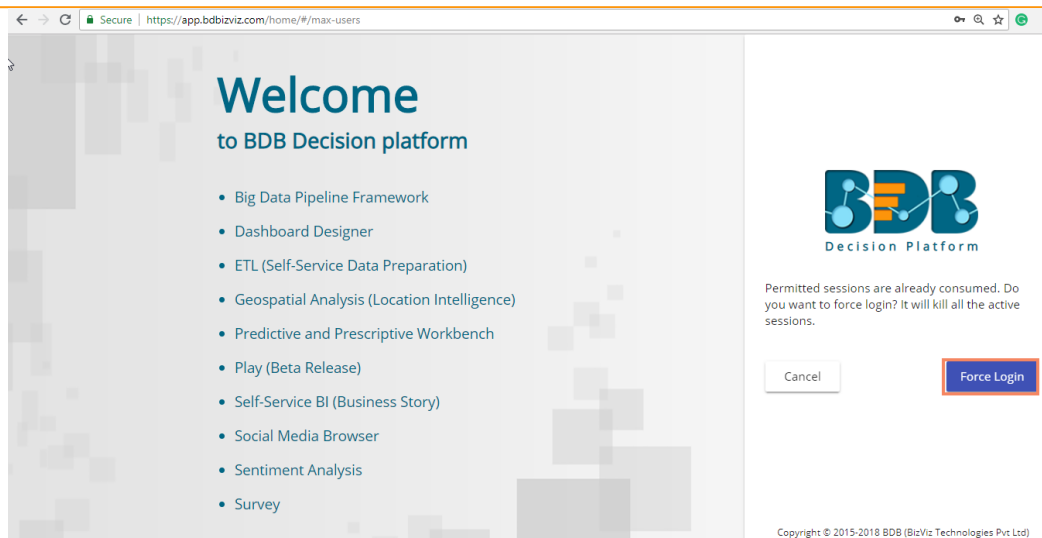 Secure | https://app.bdbizviz.com/home/#/max-users
Welcome
to BDB Decision platform
• Big Data Pipeline Framework
• Dashboard Designer
• ETL (Self-Service Data Preparation)
• Geospatial Analysis (Location Intelligence)
• Predictive and Prescriptive Workbench
• Play (Beta Release)
• Self-Service BI (Business Story)
• Social Media Browser
• Sentiment Analysis
• Survey
BDB
Decision Platform
Permitted sessions are already consumed. Do
you want to force login? It will kill all the active
sessions.
Cancel
Force Login
Copyright © 2015-2018 BDB (BizViz Technologies Pvt Ltd)